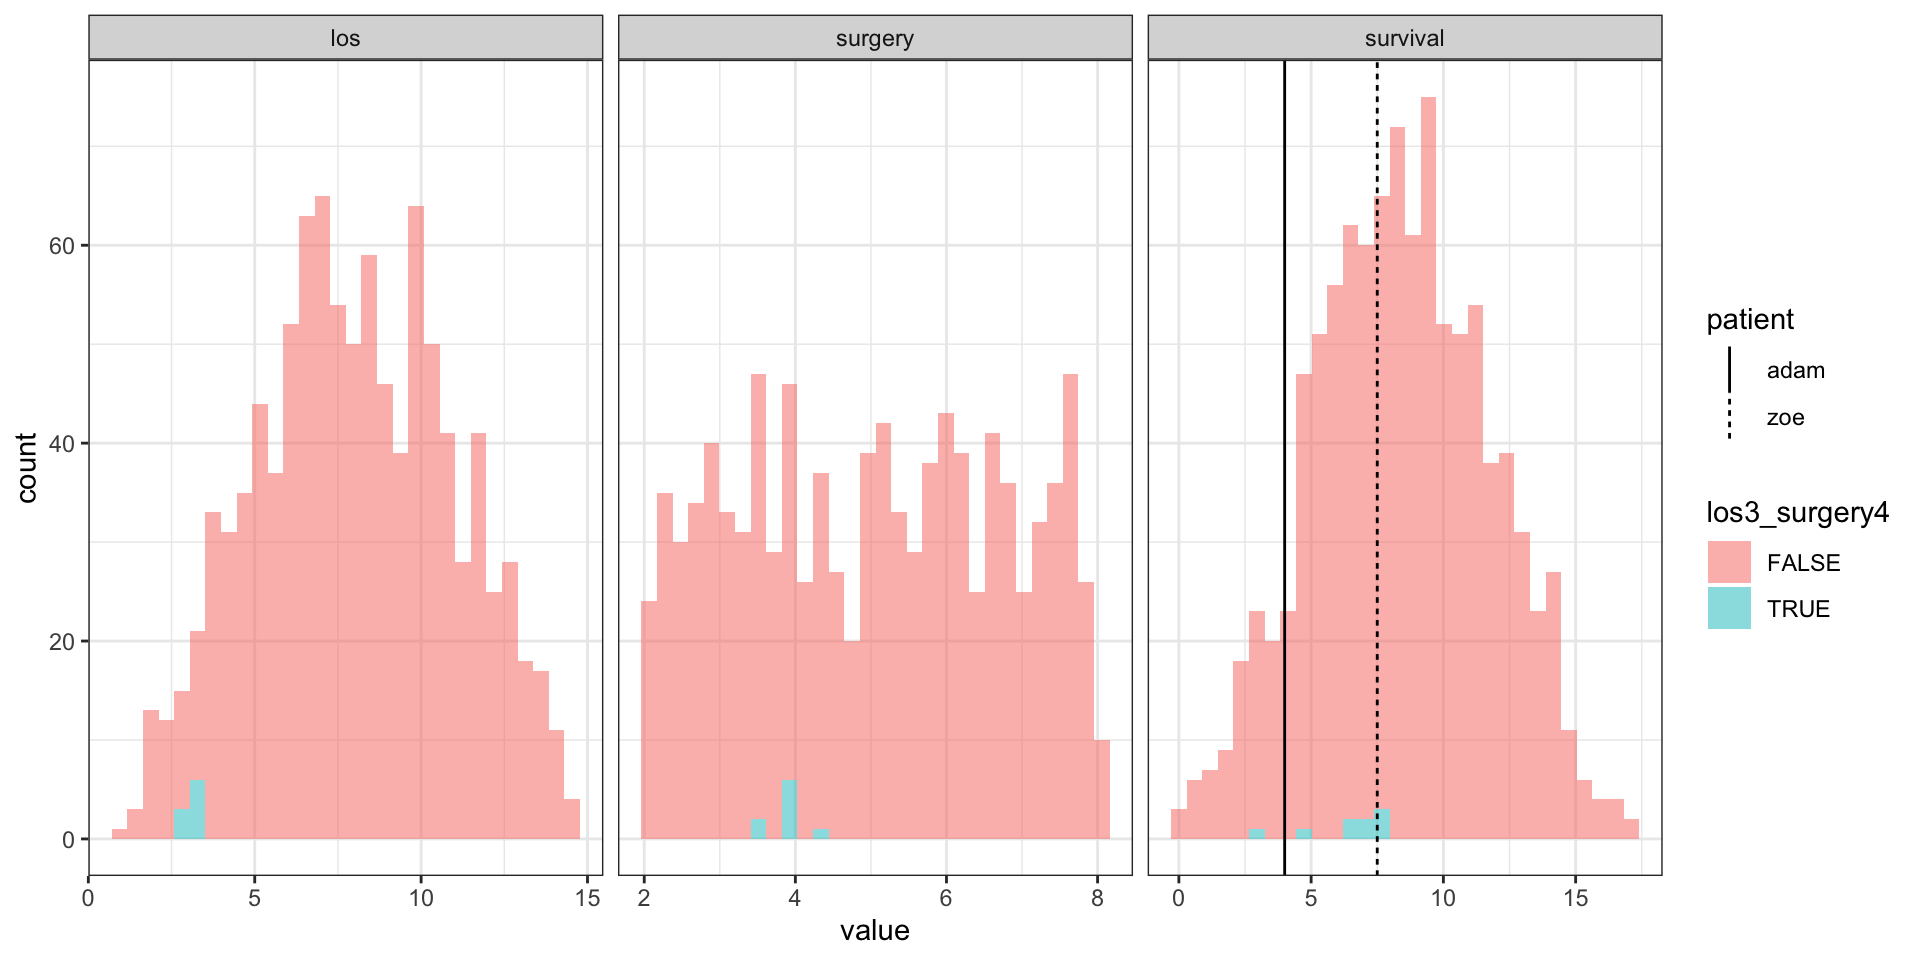 los
surgery
survival
count
60
40
20
0
0 5 10 15
2 4 6 8
0 5 10 15
value
patient
adam
zoe
los3_surgery4
FALSE
TRUE